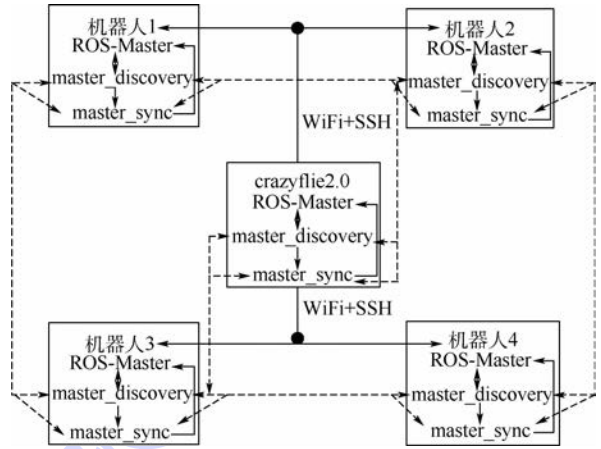 机器人1
ROS-Master
master_discovery
master_sync
机器人2
ROS-Master
master_discovery
master_sync
WiFi+SSH
crazyflie2.0
ROS-Master
master_discovery
master_sync
WiFi+SSH
机器人3
ROS-Master
master_discovery
master_sync
机器人4
ROS-Master
master_discovery
master_sync